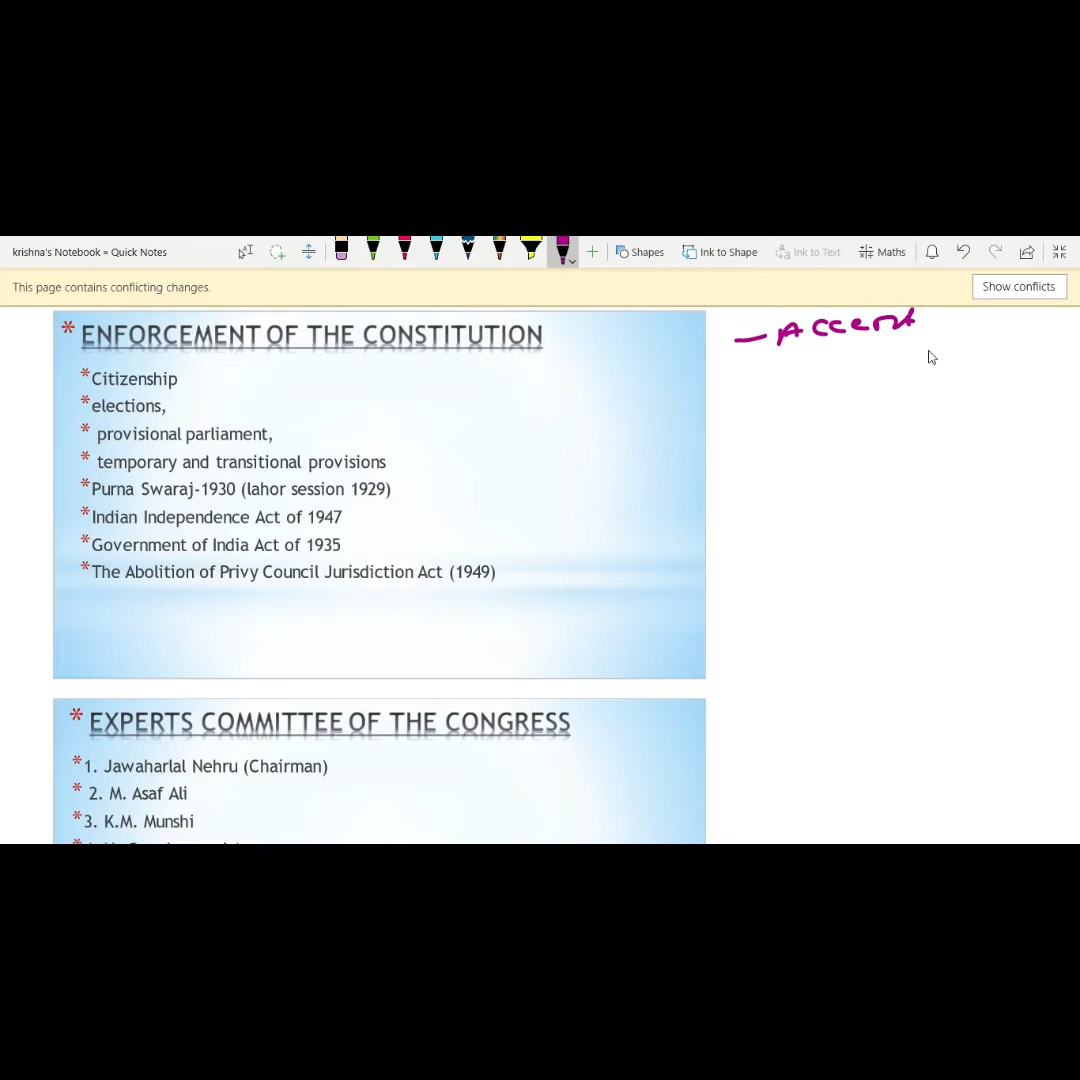 krishna's Notebook » Quick Notes
Shapes
Ink to Shape
Ink to Text
Maths
This page contains conflicting changes.
Show conflicts
* ENFORCEMENT OF THE CONSTITUTION
*Citizenship
*elections,
* provisional parliament,
* temporary and transitional provisions
*Purna Swaraj-1930 (lahor session 1929)
*Indian Independence Act of 1947
*Government of India Act of 1935
*The Abolition of Privy Council Jurisdiction Act (1949)
* EXPERTS COMMITTEE OF THE CONGRESS
*1. Jawaharlal Nehru (Chairman)
* 2. M. Asaf Ali
*3. K.M. Munshi